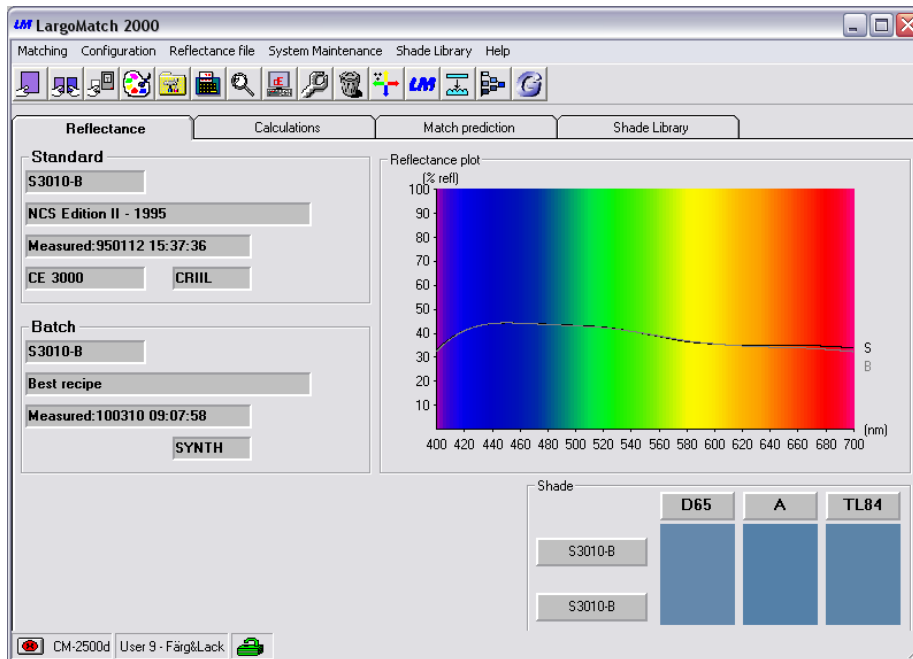 LM LargoMatch 2000
Matching Configuration Reflectance file System Maintenance Shade Library Help
LM
Reflectance Calculations Match prediction Shade Library
Standard
S3010-B
NCS Edition II - 1995
Measured:950112 15:37:36
CE 3000 CRIIL
Batch
S3010-B
Best recipe
Measured:100310 09:07:58
SYNTH
Reflectance plot
(% refl)
100
90
80
70
60
50
40
30
20
10
S
B
400 420 440 460 480 500 520 540 560 580 600 620 640 660 680 700 (nm)
Shade
D65 A TL84
S3010-B
S3010-B
CM-2500d User 9 - Färg&Lack